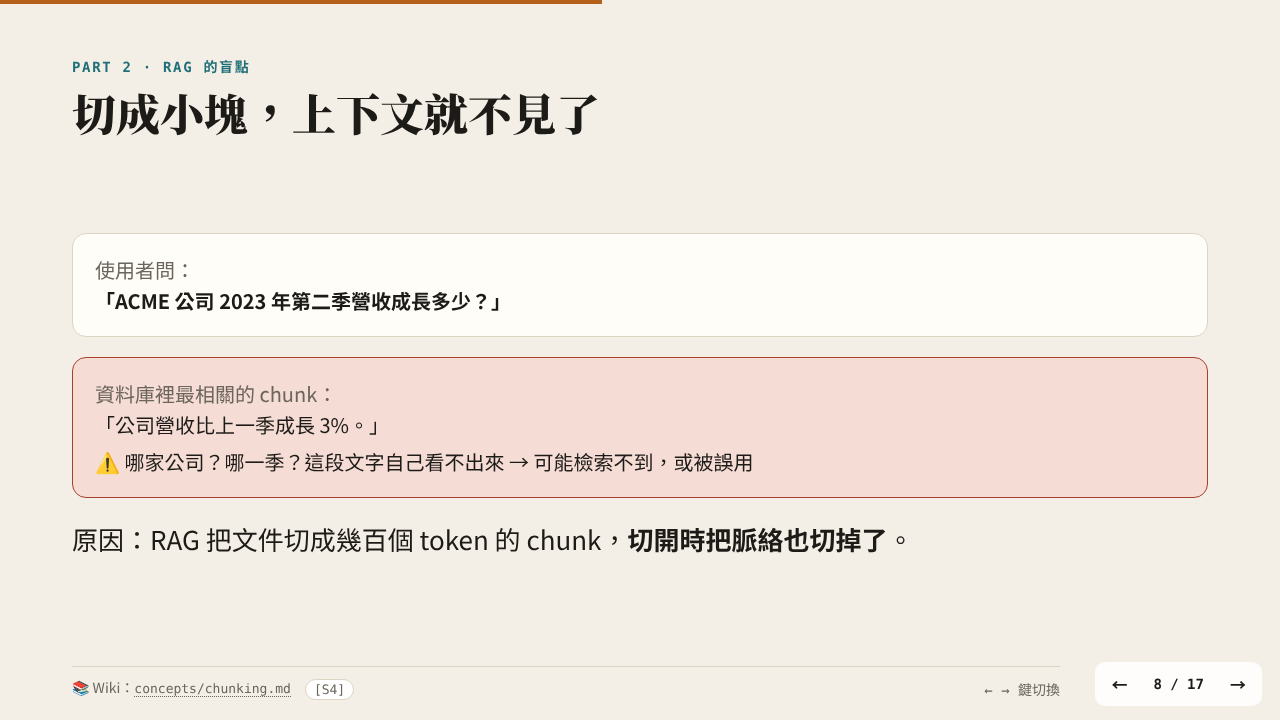 PART 2 · RAG 的盲點
切成小塊，上下文就不見了
使用者問：
「ACME 公司 2023 年第二季營收成長多少？」
資料庫裡最相關的 chunk：
「公司營收比上一季成長 3%。」
⚠️ 哪家公司？哪一季？這段文字自己看不出來 → 可能檢索不到，或被誤用
原因：RAG 把文件切成幾百個 token 的 chunk，切開時把脈絡也切掉了。
📚 Wiki：concepts/chunking.md [S4]
← → 鍵切換
← 8 / 17 →